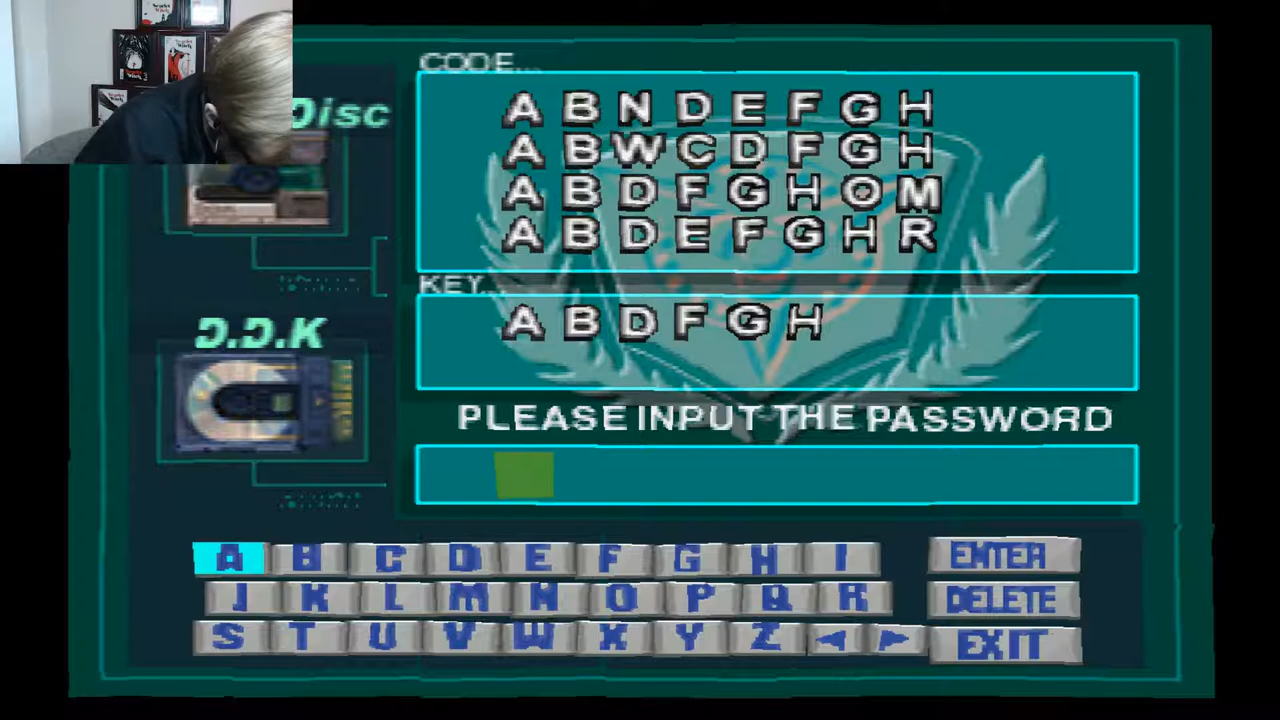 CODE...
Disc
A B N D E F G H
A B W C D F G H
A B D F G H O M
A B D E F G H R
KEY...
A B D F G H
D.D.K
PLEASE INPUT THE PASSWORD
A B C D E F G H I ENTER
J K L M N O P Q R DELETE
S T U V W X Y Z ◄ ► EXIT